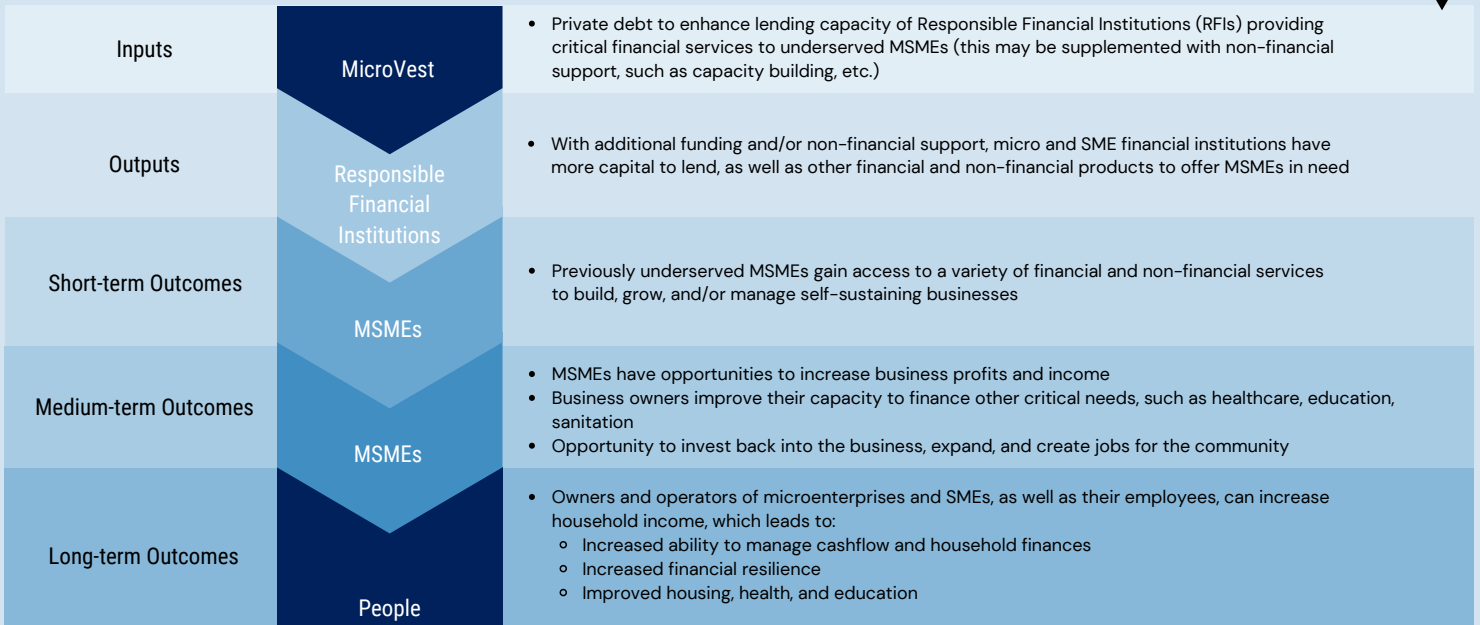 Inputs
MicroVest
• Private debt to enhance lending capacity of Responsible Financial Institutions (RFIs) providing
critical financial services to underserved MSMEs (this may be supplemented with non-financial
support, such as capacity building, etc.)
Outputs
Responsible
Financial
Institutions
• With additional funding and/or non-financial support, micro and SME financial institutions have
more capital to lend, as well as other financial and non-financial products to offer MSMEs in need
Short-term Outcomes
MSMEs
• Previously underserved MSMEs gain access to a variety of financial and non-financial services
to build, grow, and/or manage self-sustaining businesses
Medium-term Outcomes
MSMEs
• MSMEs have opportunities to increase business profits and income
• Business owners improve their capacity to finance other critical needs, such as healthcare, education,
sanitation
• Opportunity to invest back into the business, expand, and create jobs for the community
Long-term Outcomes
People
• Owners and operators of microenterprises and SMEs, as well as their employees, can increase
household income, which leads to:
○ Increased ability to manage cashflow and household finances
○ Increased financial resilience
○ Improved housing, health, and education